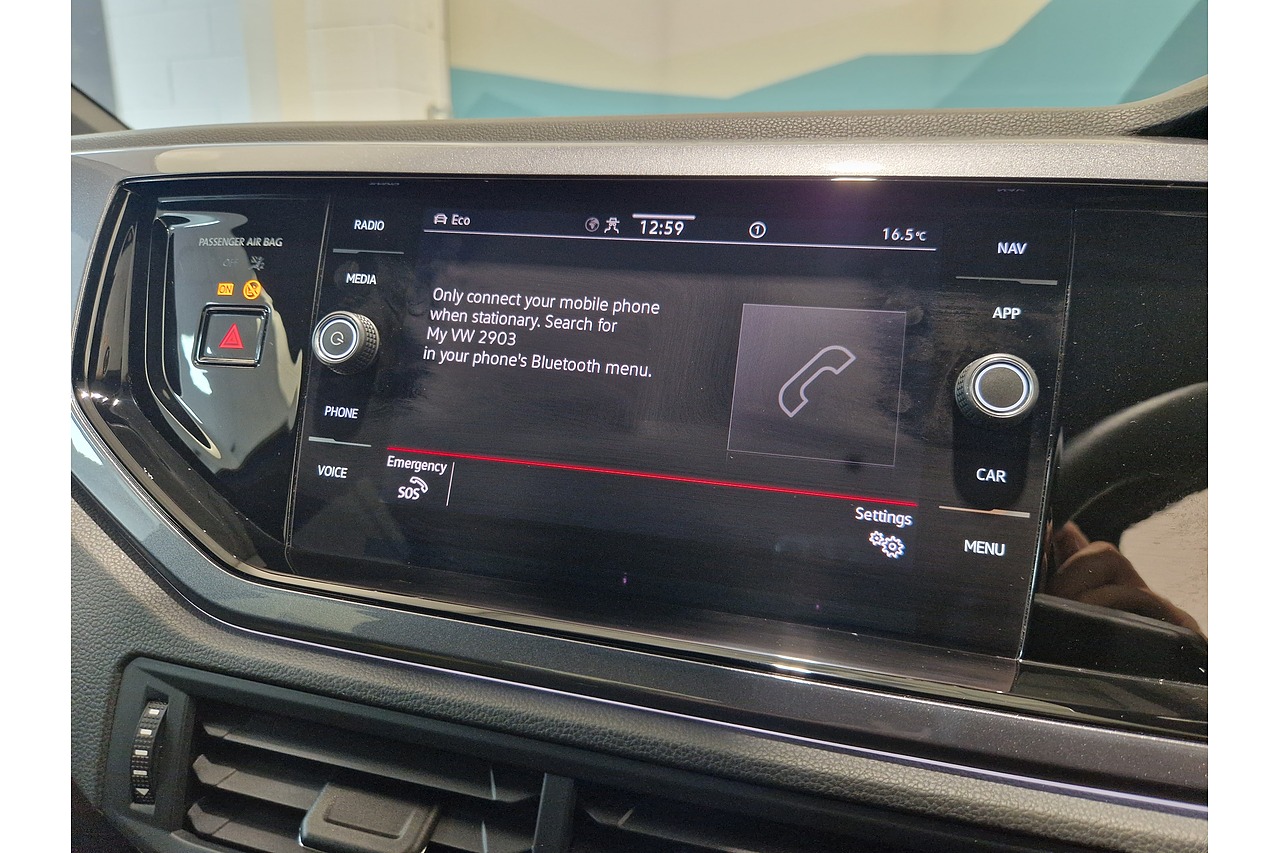 PASSENGER AIR BAG
OFF
ON
RADIO
MEDIA
PHONE
VOICE
Eco
12:59
1
16.5°C
Only connect your mobile phone
when stationary. Search for
My VW 2903
in your phone's Bluetooth menu.
Emergency
SOS
Settings
NAV
APP
CAR
MENU